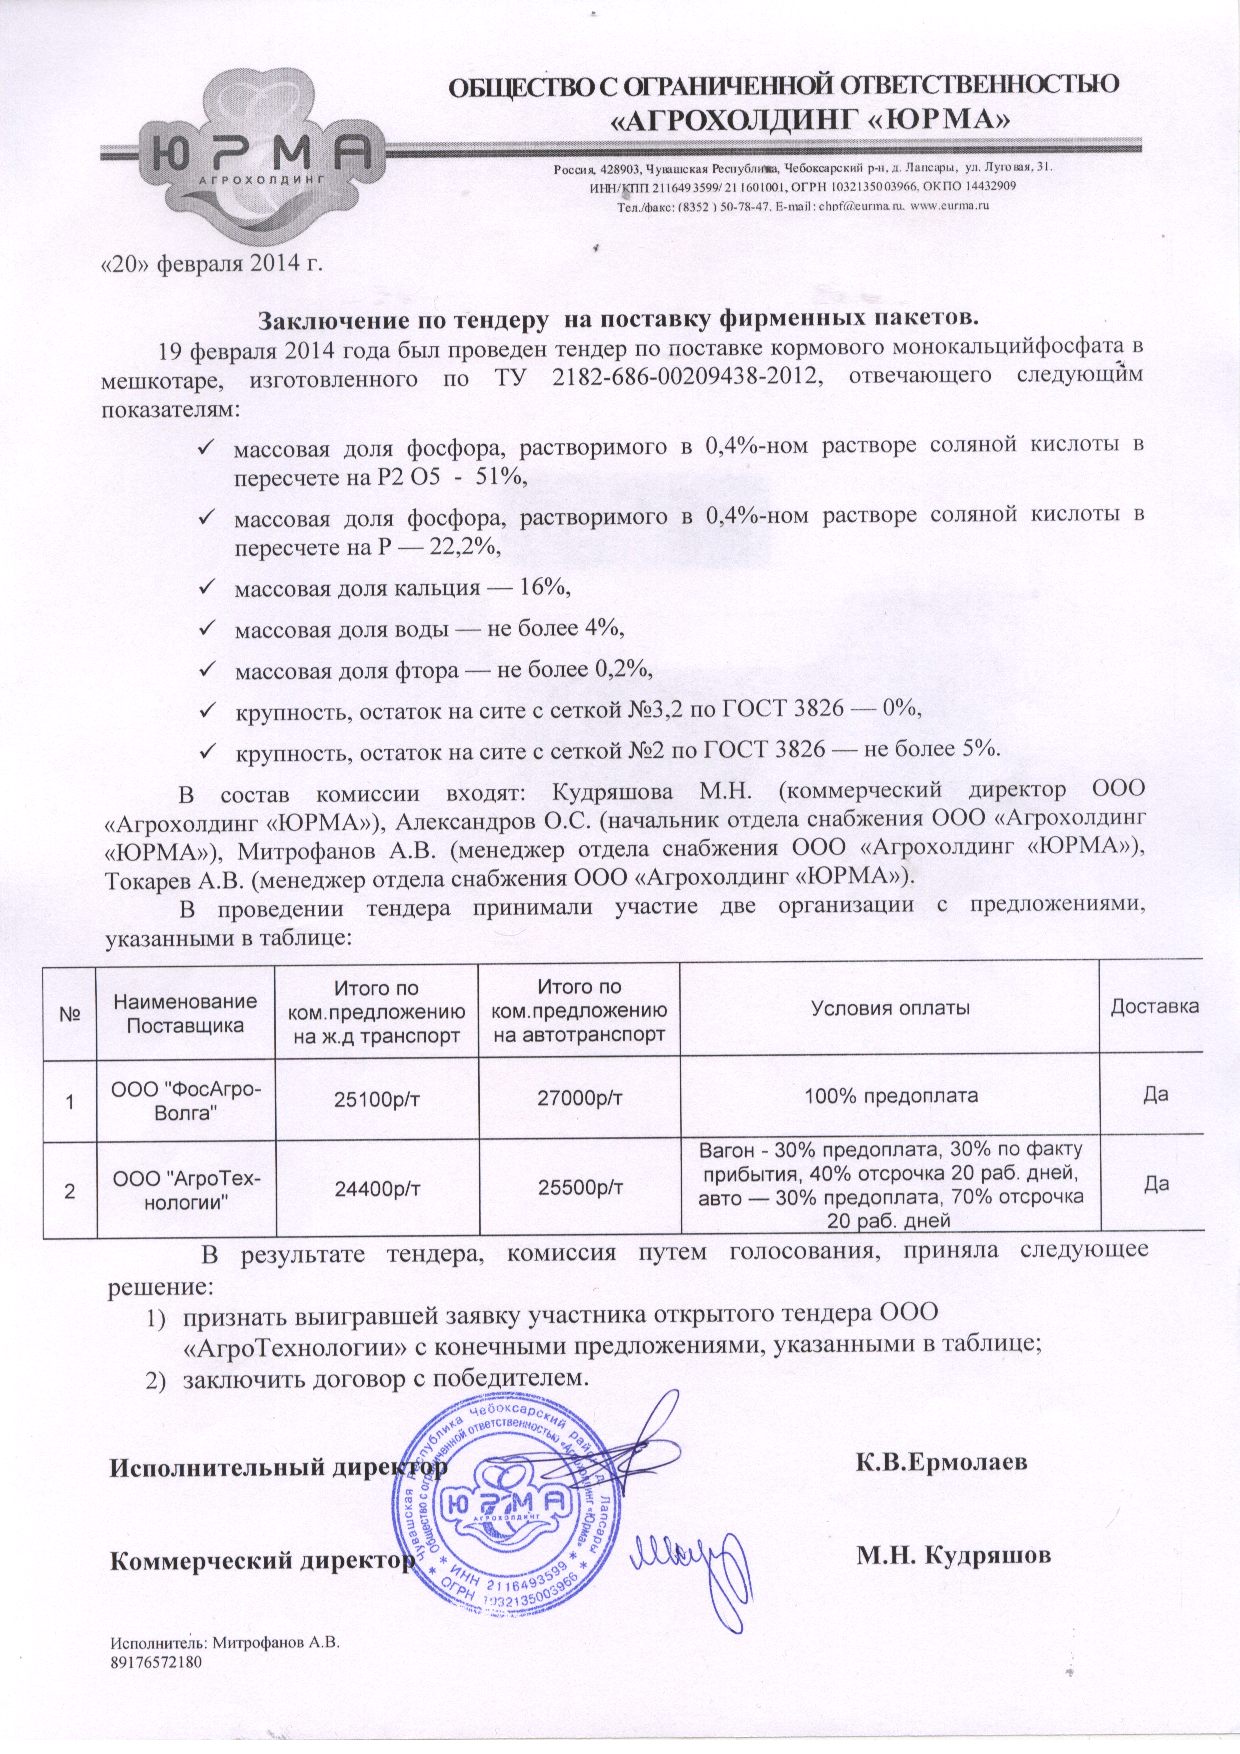 ОБЩЕСТВО С ОГРАНИЧЕННОЙ ОТВЕТСТВЕННОСТЬЮ
«АГРОХОЛДИНГ «ЮРМА»
ЮРМА
АГРОХОЛДИНГ
Россия, 428903, Чувашская Республика, Чебоксарский р-н, д. Лапсары, ул. Луговая, 31.
ИНН/КПП 2116493599/211601001, ОГРН 1032135003966, ОКПО 14432909
Тел./факс: (8352 ) 50-78-47. E-mail: chpf@eurma.ru. www.eurma.ru
«20» февраля 2014 г.
Заключение по тендеру на поставку фирменных пакетов.
19 февраля 2014 года был проведен тендер по поставке кормового монокальцийфосфата в
мешкотаре, изготовленного по ТУ 2182-686-00209438-2012, отвечающего следующим
показателям:
✓ массовая доля фосфора, растворимого в 0,4%-ном растворе соляной кислоты в
пересчете на Р2 О5 - 51%,
✓ массовая доля фосфора, растворимого в 0,4%-ном растворе соляной кислоты в
пересчете на Р — 22,2%,
✓ массовая доля кальция — 16%,
✓ массовая доля воды — не более 4%,
✓ массовая доля фтора — не более 0,2%,
✓ крупность, остаток на сите с сеткой №3,2 по ГОСТ 3826 — 0%,
✓ крупность, остаток на сите с сеткой №2 по ГОСТ 3826 — не более 5%.
В состав комиссии входят: Кудряшова М.Н. (коммерческий директор ООО
«Агрохолдинг «ЮРМА»), Александров О.С. (начальник отдела снабжения ООО «Агрохолдинг
«ЮРМА»), Митрофанов А.В. (менеджер отдела снабжения ООО «Агрохолдинг «ЮРМА»),
Токарев А.В. (менеджер отдела снабжения ООО «Агрохолдинг «ЮРМА»).
В проведении тендера принимали участие две организации с предложениями,
указанными в таблице:
№ Наименование Поставщика Итого по ком.предложению на ж.д транспорт Итого по ком.предложению на автотранспорт Условия оплаты Доставка
1 ООО "ФосАгро-Волга" 25100р/т 27000р/т 100% предоплата Да
2 ООО "АгроТех-нологии" 24400р/т 25500р/т Вагон - 30% предоплата, 30% по факту прибытия, 40% отсрочка 20 раб. дней, авто — 30% предоплата, 70% отсрочка 20 раб. дней Да
В результате тендера, комиссия путем голосования, приняла следующее
решение:
1) признать выигравшей заявку участника открытого тендера ООО
«АгроТехнологии» с конечными предложениями, указанными в таблице;
2) заключить договор с победителем.
Исполнительный директор К.В.Ермолаев
Чувашская Республика Чебоксарский район д. Лапсары
Общество с ограниченной ответственностью «Агрохолдинг «Юрма»
ЮРМА
АГРОХОЛДИНГ
ИНН 2116493599
ОГРН 1032135003966
Коммерческий директор М.Н. Кудряшов
Исполнитель: Митрофанов А.В.
89176572180